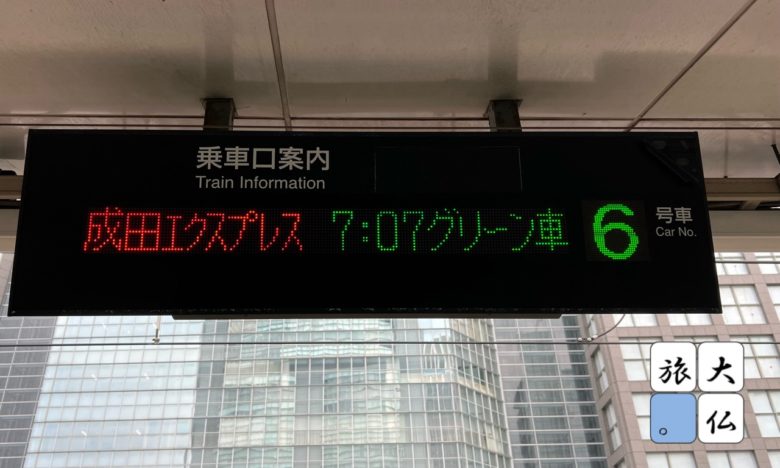 乗車口案内
Train Information
成田エクスプレス 7:07グリーン車 6 号車
Car No.
旅大
。仏